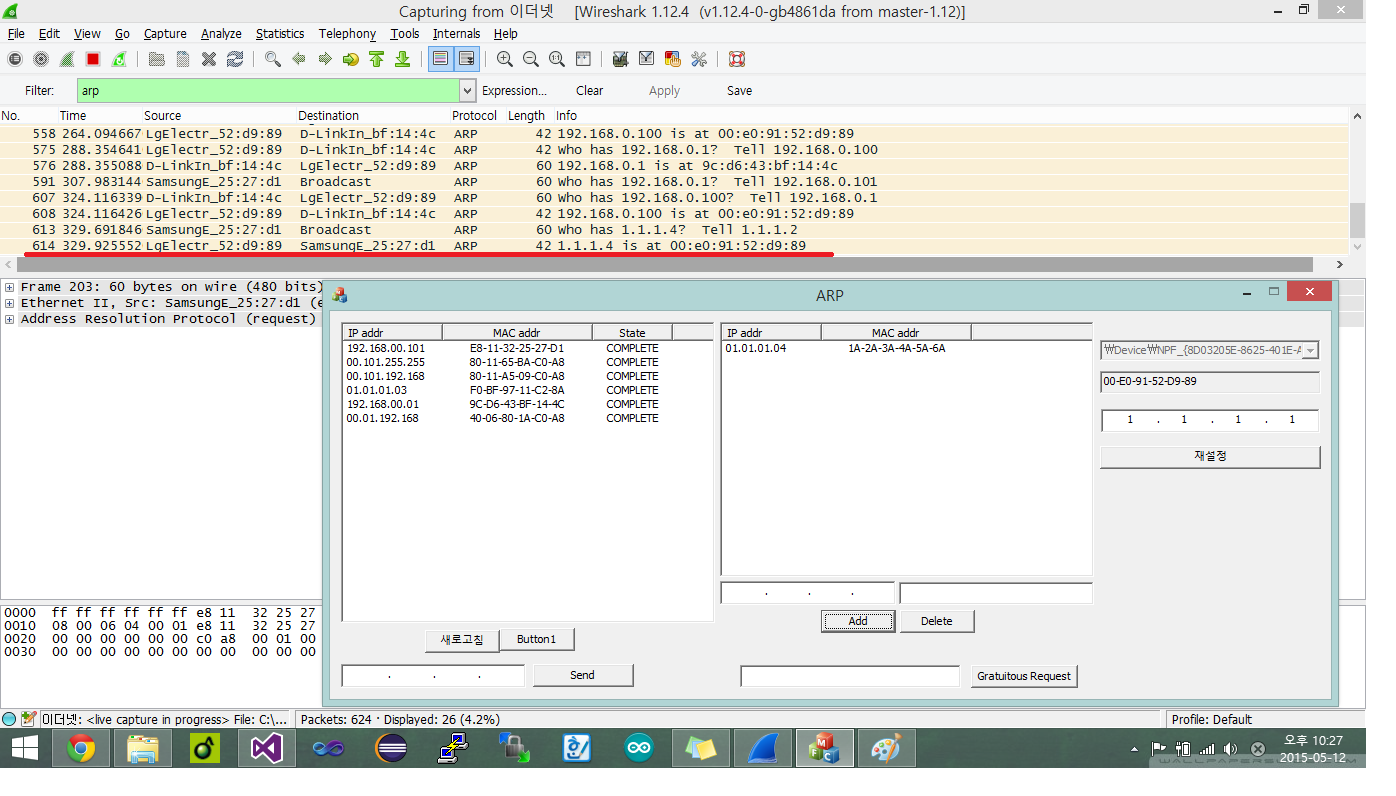 Capturing from 이더넷 [Wireshark 1.12.4 (v1.12.4-0-gb4861da from master-1.12)]
File Edit View Go Capture Analyze Statistics Telephony Tools Internals Help
Filter: arp Expression... Clear Apply Save
No. Time Source Destination Protocol Length Info
558 264.0946670 LgElectr_52:d9:89 D-LinkIn_bf:14:4c ARP 42 192.168.0.100 is at 00:e0:91:52:d9:89
575 288.3546410 LgElectr_52:d9:89 D-LinkIn_bf:14:4c ARP 42 Who has 192.168.0.1? Tell 192.168.0.100
576 288.355088 D-LinkIn_bf:14:4c LgElectr_52:d9:89 ARP 60 192.168.0.1 is at 9c:d6:43:bf:14:4c
591 307.983144 SamsungE_25:27:d1 Broadcast ARP 60 Who has 192.168.0.1? Tell 192.168.0.101
607 324.116339 D-LinkIn_bf:14:4c LgElectr_52:d9:89 ARP 60 Who has 192.168.0.100? Tell 192.168.0.1
608 324.116426 LgElectr_52:d9:89 D-LinkIn_bf:14:4c ARP 42 192.168.0.100 is at 00:e0:91:52:d9:89
613 329.691846 SamsungE_25:27:d1 Broadcast ARP 60 Who has 1.1.1.4? Tell 1.1.1.2
614 329.925552 LgElectr_52:d9:89 SamsungE_25:27:d1 ARP 42 1.1.1.4 is at 00:e0:91:52:d9:89
Frame 203: 60 bytes on wire (480 bits)
Ethernet II, Src: SamsungE_25:27:d1 (e
Address Resolution Protocol (request)
0000 ff ff ff ff ff ff e8 11 32 25 27
0010 08 00 06 04 00 01 e8 11 32 25 27
0020 00 00 00 00 00 00 c0 a8 00 01 00
0030 00 00 00 00 00 00 00 00 00 00 00
ARP
IP addr MAC addr State
192.168.00.101 E8-11-32-25-27-D1 COMPLETE
00.101.255.255 80-11-65-BA-C0-A8 COMPLETE
00.101.192.168 80-11-A5-09-C0-A8 COMPLETE
01.01.01.03 F0-BF-97-11-C2-8A COMPLETE
192.168.00.01 9C-D6-43-BF-14-4C COMPLETE
00.01.192.168 40-06-80-1A-C0-A8 COMPLETE
새로고침 Button1
. . . Send
IP addr MAC addr
01.01.01.04 1A-2A-3A-4A-5A-6A
. . .
Add Delete
Gratuitous Request
₩Device₩NPF_{8D03205E-8625-401E-A
00-E0-91-52-D9-89
1 . 1 . 1 . 1
재설정
이더넷: <live capture in progress> File: C:\... Packets: 624 · Displayed: 26 (4.2%) Profile: Default
오후 10:27
2015-05-12